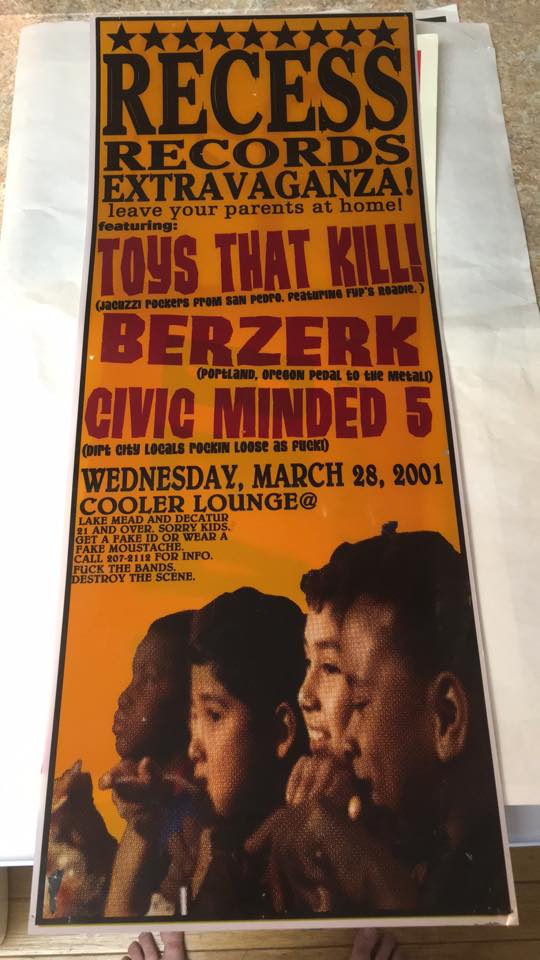 RECESS
RECORDS
EXTRAVAGANZA!
leave your parents at home!
featuring:
TOYS THAT KILL!
(Jacuzzi rockers from San Pedro. featuring FYP's Roadie.)
BERZERK
(Portland, Oregon pedal to the metal!)
CIVIC MINDED 5
(Dirt City locals rockin loose as fuck!)
WEDNESDAY, MARCH 28, 2001
COOLER LOUNGE@
LAKE MEAD AND DECATUR
21 AND OVER. SORRY KIDS.
GET A FAKE ID OR WEAR A
FAKE MOUSTACHE.
CALL 207-2112 FOR INFO.
FUCK THE BANDS.
DESTROY THE SCENE.